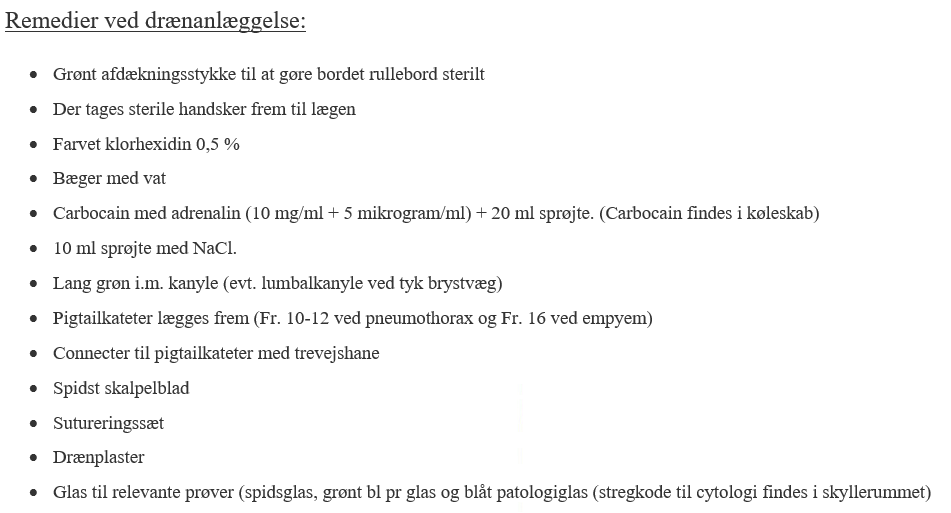 Remedier ved drænanlæggelse:
• Grønt afdækningsstykke til at gøre bordet rullebord sterilt
• Der tages sterile handsker frem til lægen
• Farvet klorhexidin 0,5 %
• Bæger med vat
• Carbocain med adrenalin (10 mg/ml + 5 mikrogram/ml) + 20 ml sprøjte. (Carbocain findes i køleskab)
• 10 ml sprøjte med NaCl.
• Lang grøn i.m. kanyle (evt. lumbalkanyle ved tyk brystvæg)
• Pigtailkateter lægges frem (Fr. 10-12 ved pneumothorax og Fr. 16 ved empyem)
• Connecter til pigtailkateter med trevejshane
• Spidst skalpelblad
• Sutureringssæt
• Drænplaster
• Glas til relevante prøver (spidsglas, grønt bl pr glas og blåt patologiglas (stregkode til cytologi findes i skyllerummet)